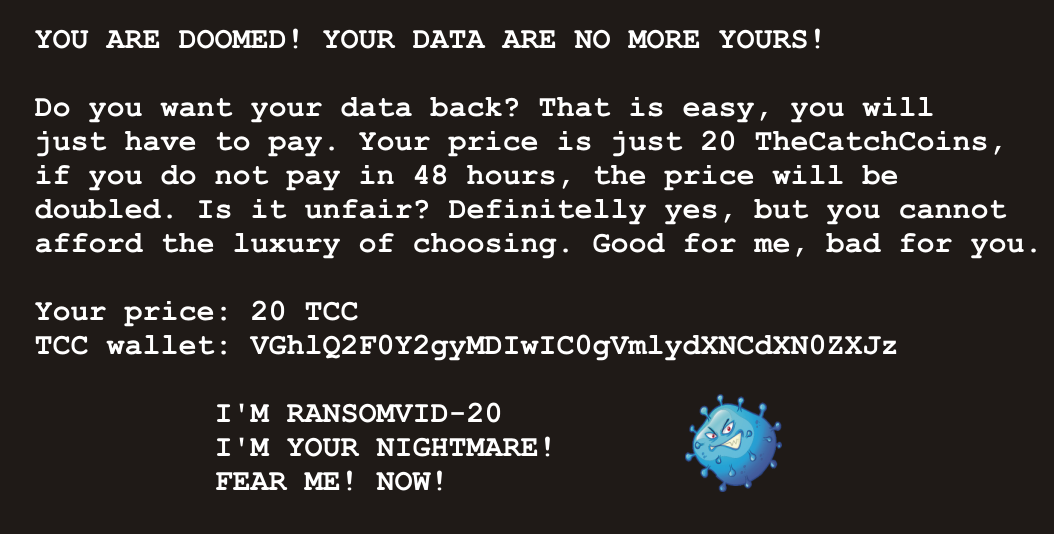 YOU ARE DOOMED! YOUR DATA ARE NO MORE YOURS!
Do you want your data back? That is easy, you will
just have to pay. Your price is just 20 TheCatchCoins,
if you do not pay in 48 hours, the price will be
doubled. Is it unfair? Definitelly yes, but you cannot
afford the luxury of choosing. Good for me, bad for you.
Your price: 20 TCC
TCC wallet: VGhlQ2F0Y2gyMDIwIC0gVmlydXNCdXN0ZXJz
I'M RANSOMVID-20
I'M YOUR NIGHTMARE!
FEAR ME! NOW!